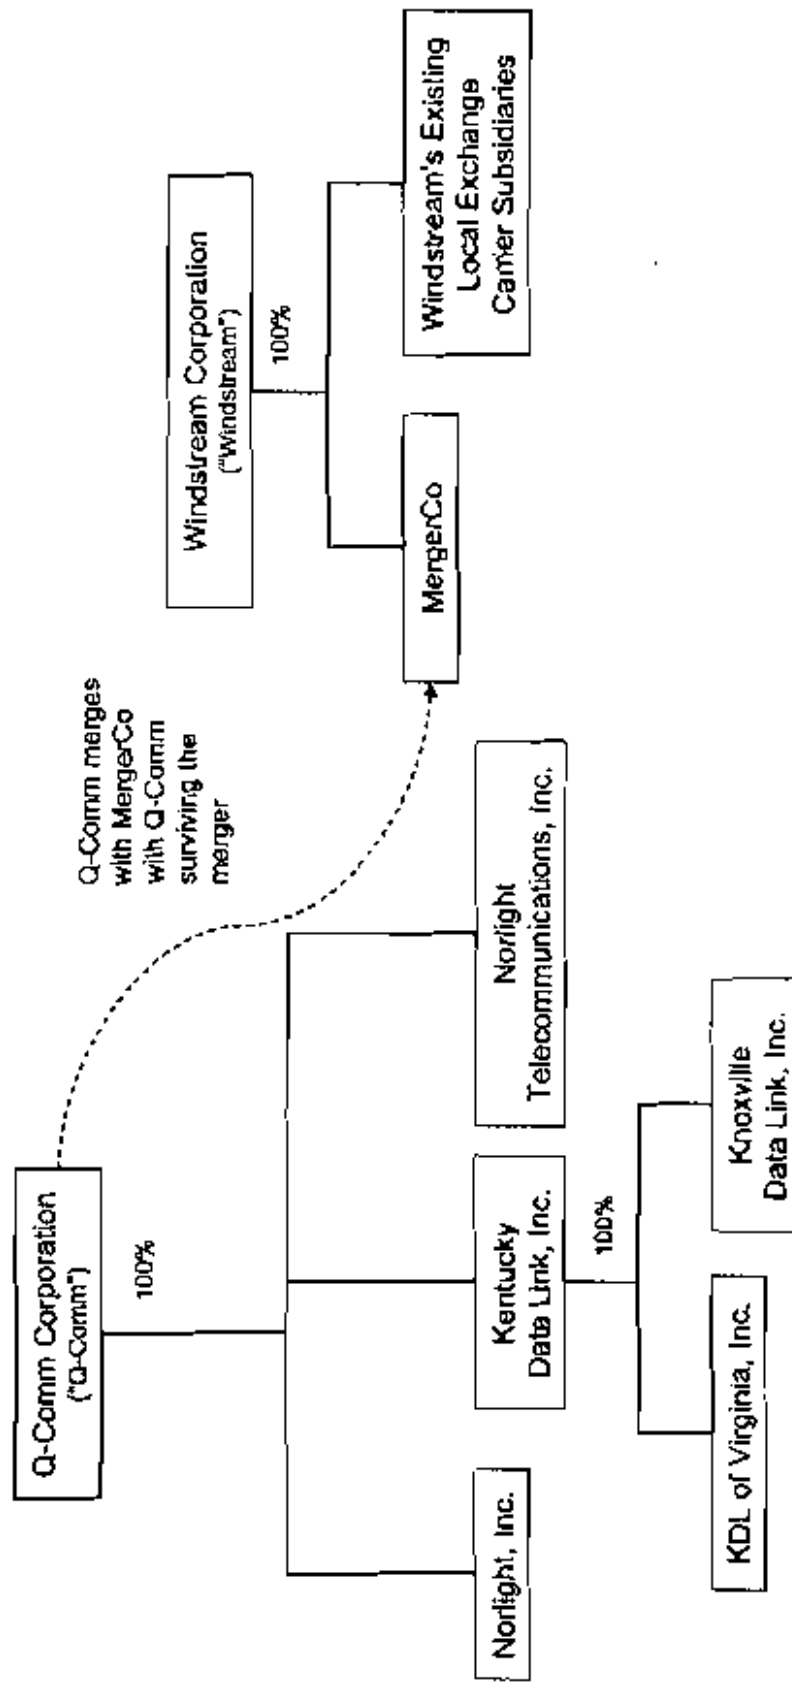 Q-Comm Corporation
("Q-Comm")
100%
Q-Comm merges
with MergerCo
with Q-Comm
surviving the
merger
Windstream Corporation
("Windstream")
100%
Norlight, Inc.
Kentucky
Data Link, Inc.
Norlight
Telecommunications, Inc.
MergerCo
Windstream's Existing
Local Exchange
Carrier Subsidiaries
100%
KDL of Virginia, Inc.
Knoxville
Data Link, Inc.